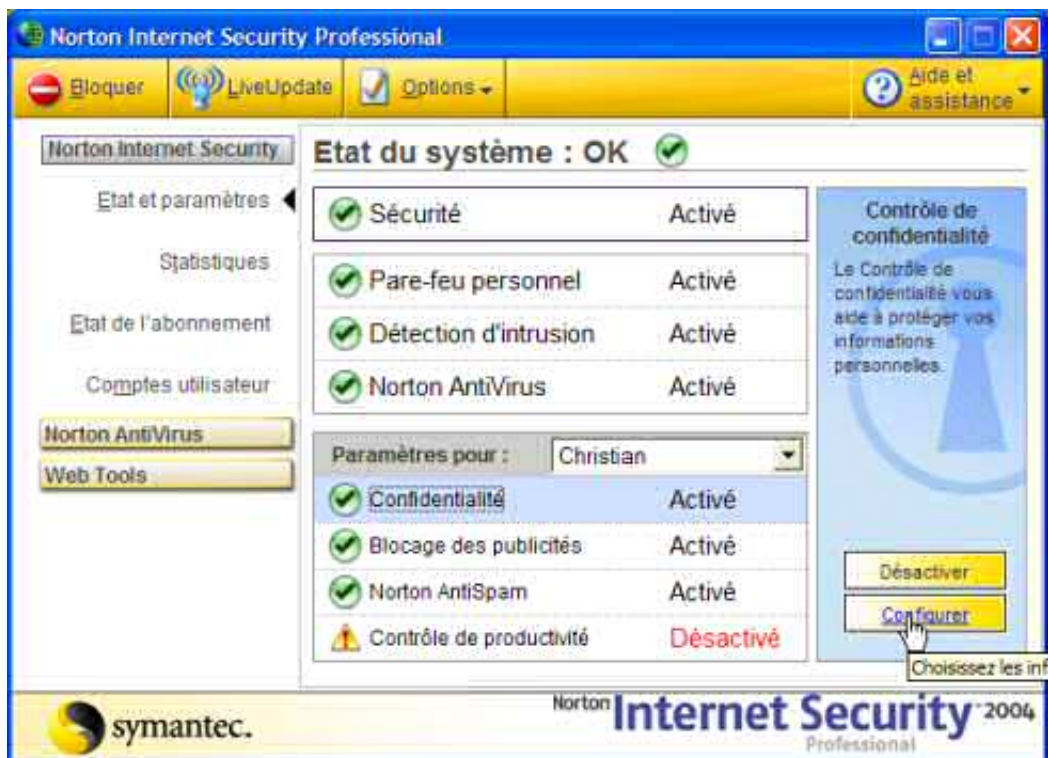 Norton Internet Security Professional
Bloquer LiveUpdate Options Aide et assistance
Norton Internet Security
Etat et paramètres
Statistiques
Etat de l'abonnement
Comptes utilisateur
Norton AntiVirus
Web Tools
Etat du système : OK
Sécurité Activé
Pare-feu personnel Activé
Détection d'intrusion Activé
Norton AntiVirus Activé
Paramètres pour : Christian
Confidentialité Activé
Blocage des publicités Activé
Norton AntiSpam Activé
Contrôle de productivité Désactivé
Contrôle de
confidentialité
Le Contrôle de
confidentialité vous
aide à protéger vos
informations
personnelles.
Désactiver
Configurer
Choisissez les inf
symantec.
Norton Internet Security 2004
Professional